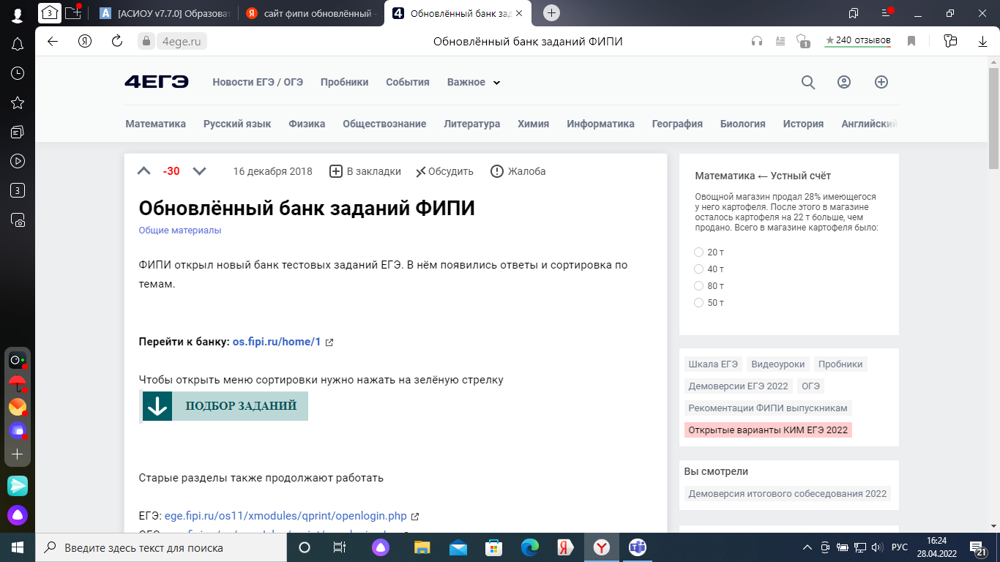 [АСИОУ v7.7.0] Образоват
сайт фипи обновлённый
Обновлённый банк зад
4ege.ru
Обновлённый банк заданий ФИПИ
1
★240 отзывов
3
4ЕГЭ
Новости ЕГЭ / ОГЭ
Пробники
События
Важное
Математика
Русский язык
Физика
Обществознание
Литература
Химия
Информатика
География
Биология
История
Английский
-30
16 декабря 2018
В закладки
Обсудить
Жалоба
Обновлённый банк заданий ФИПИ
Общие материалы
ФИПИ открыл новый банк тестовых заданий ЕГЭ. В нём появились ответы и сортировка по
темам.
Перейти к банку: os.fipi.ru/home/1
Чтобы открыть меню сортировки нужно нажать на зелёную стрелку
ПОДБОР ЗАДАНИЙ
Старые разделы также продолжают работать
ЕГЭ: ege.fipi.ru/os11/xmodules/qprint/openlogin.php
Математика ← Устный счёт
Овощной магазин продал 28% имеющегося
у него картофеля. После этого в магазине
осталось картофеля на 22 т больше, чем
продано. Всего в магазине картофеля было:
20 т
40 т
80 т
50 т
Шкала ЕГЭ
Видеоуроки
Пробники
Демоверсии ЕГЭ 2022
ОГЭ
Рекоментации ФИПИ выпускникам
Открытые варианты КИМ ЕГЭ 2022
Вы смотрели
Демоверсия итогового собеседования 2022
Введите здесь текст для поиска
РУС
16:24
28.04.2022
21